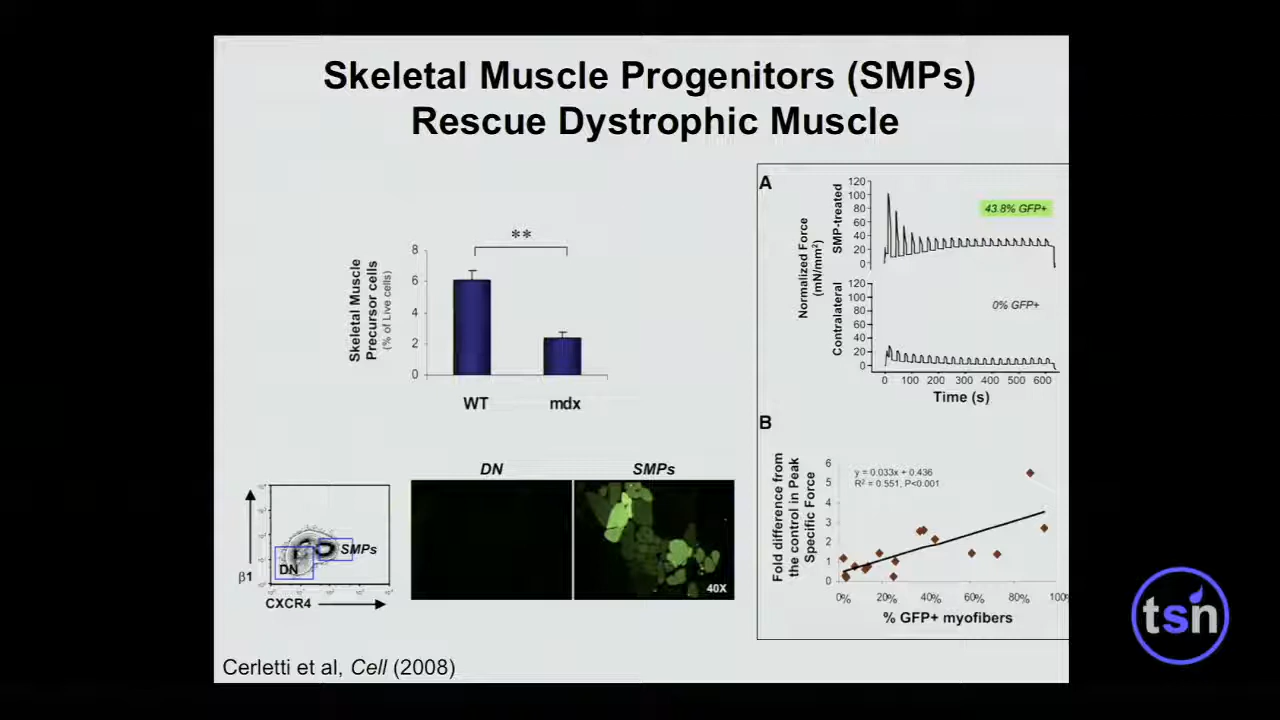 Skeletal Muscle Progenitors (SMPs)
Rescue Dystrophic Muscle
Skeletal Muscle
Precursor cells
(% of Live cells)
8
6
4
2
0
**
WT
mdx
A
Normalized Force
(mN/mm²)
SMP-treated
120
100
80
60
40
20
0
43.8% GFP+
Contralateral
120
100
80
60
40
20
0
0% GFP+
0 100 200 300 400 500 600
Time (s)
B
Fold difference from
the control in Peak
Specific Force
6
5
4
3
2
1
0
y = 0.033x + 0.436
R² = 0.551, P<0.001
0% 20% 40% 60% 80% 100%
% GFP+ myofibers
DN
SMPs
40X
β1
SMPs
DN
CXCR4
Cerletti et al, Cell (2008)
tsn